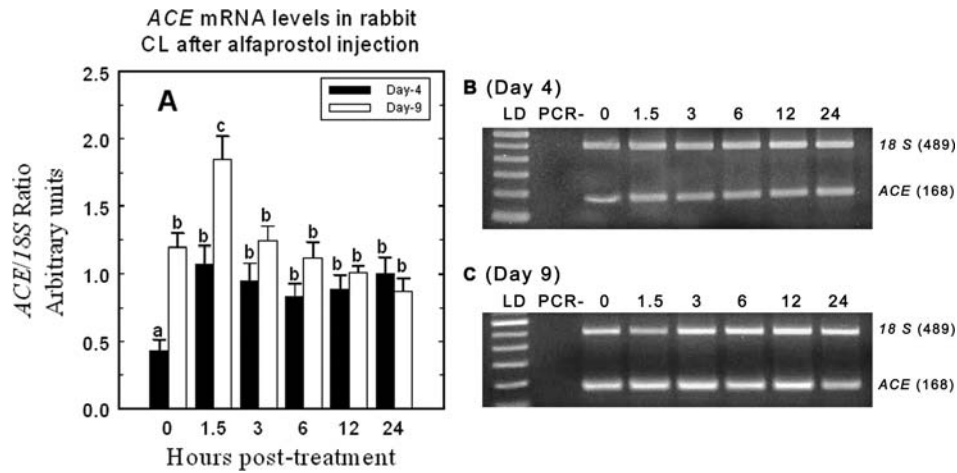 ACE mRNA levels in rabbit
CL after alfaprostol injection
2.5
2.0
1.5
1.0
0.5
0.0
ACE/18S Ratio
Arbitrary units
A
Day-4
Day-9
a
b
b
c
b
b
b
b
b
b
b
b
0 1.5 3 6 12 24
Hours post-treatment
B (Day 4)
LD PCR- 0 1.5 3 6 12 24
18 S (489)
ACE (168)
C (Day 9)
LD PCR- 0 1.5 3 6 12 24
18 S (489)
ACE (168)